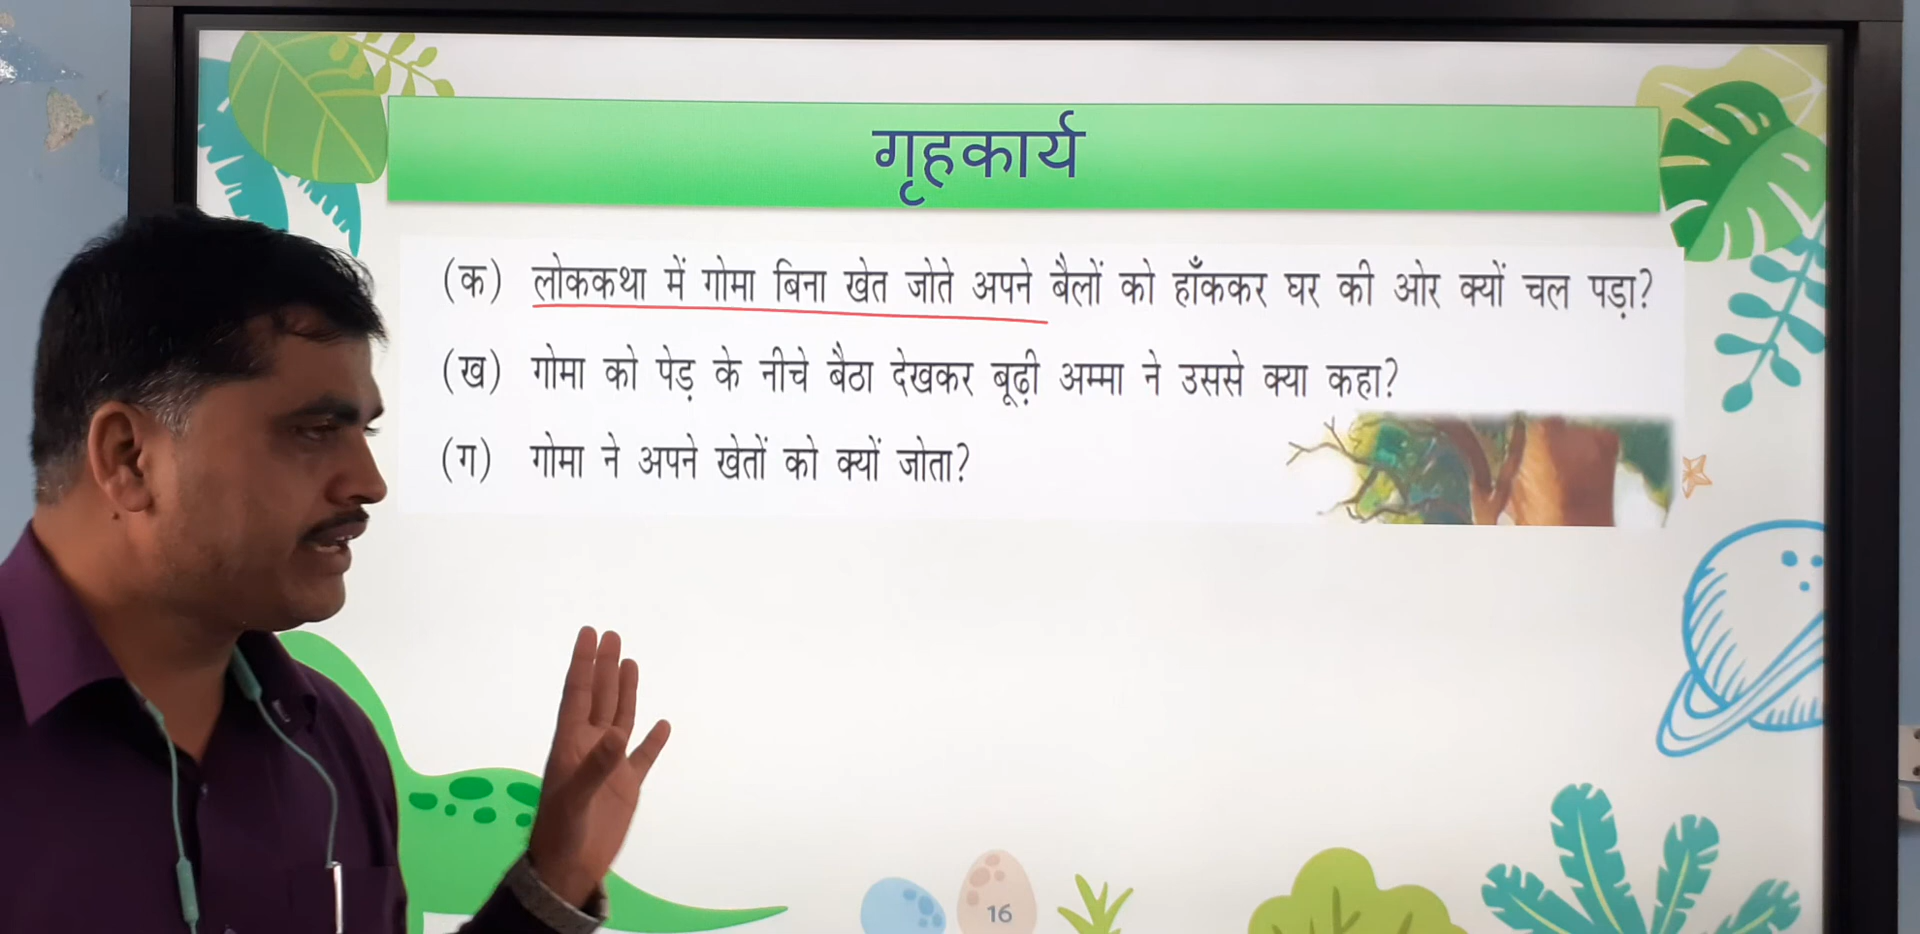 गृहकार्य
(क) लोककथा में गोमा बिना खेत जोते अपने बैलों को हाँककर घर की ओर क्यों चल पड़ा?
(ख) गोमा को पेड़ के नीचे बैठा देखकर बूढ़ी अम्मा ने उससे क्या कहा?
(ग) गोमा ने अपने खेतों को क्यों जोता?
16